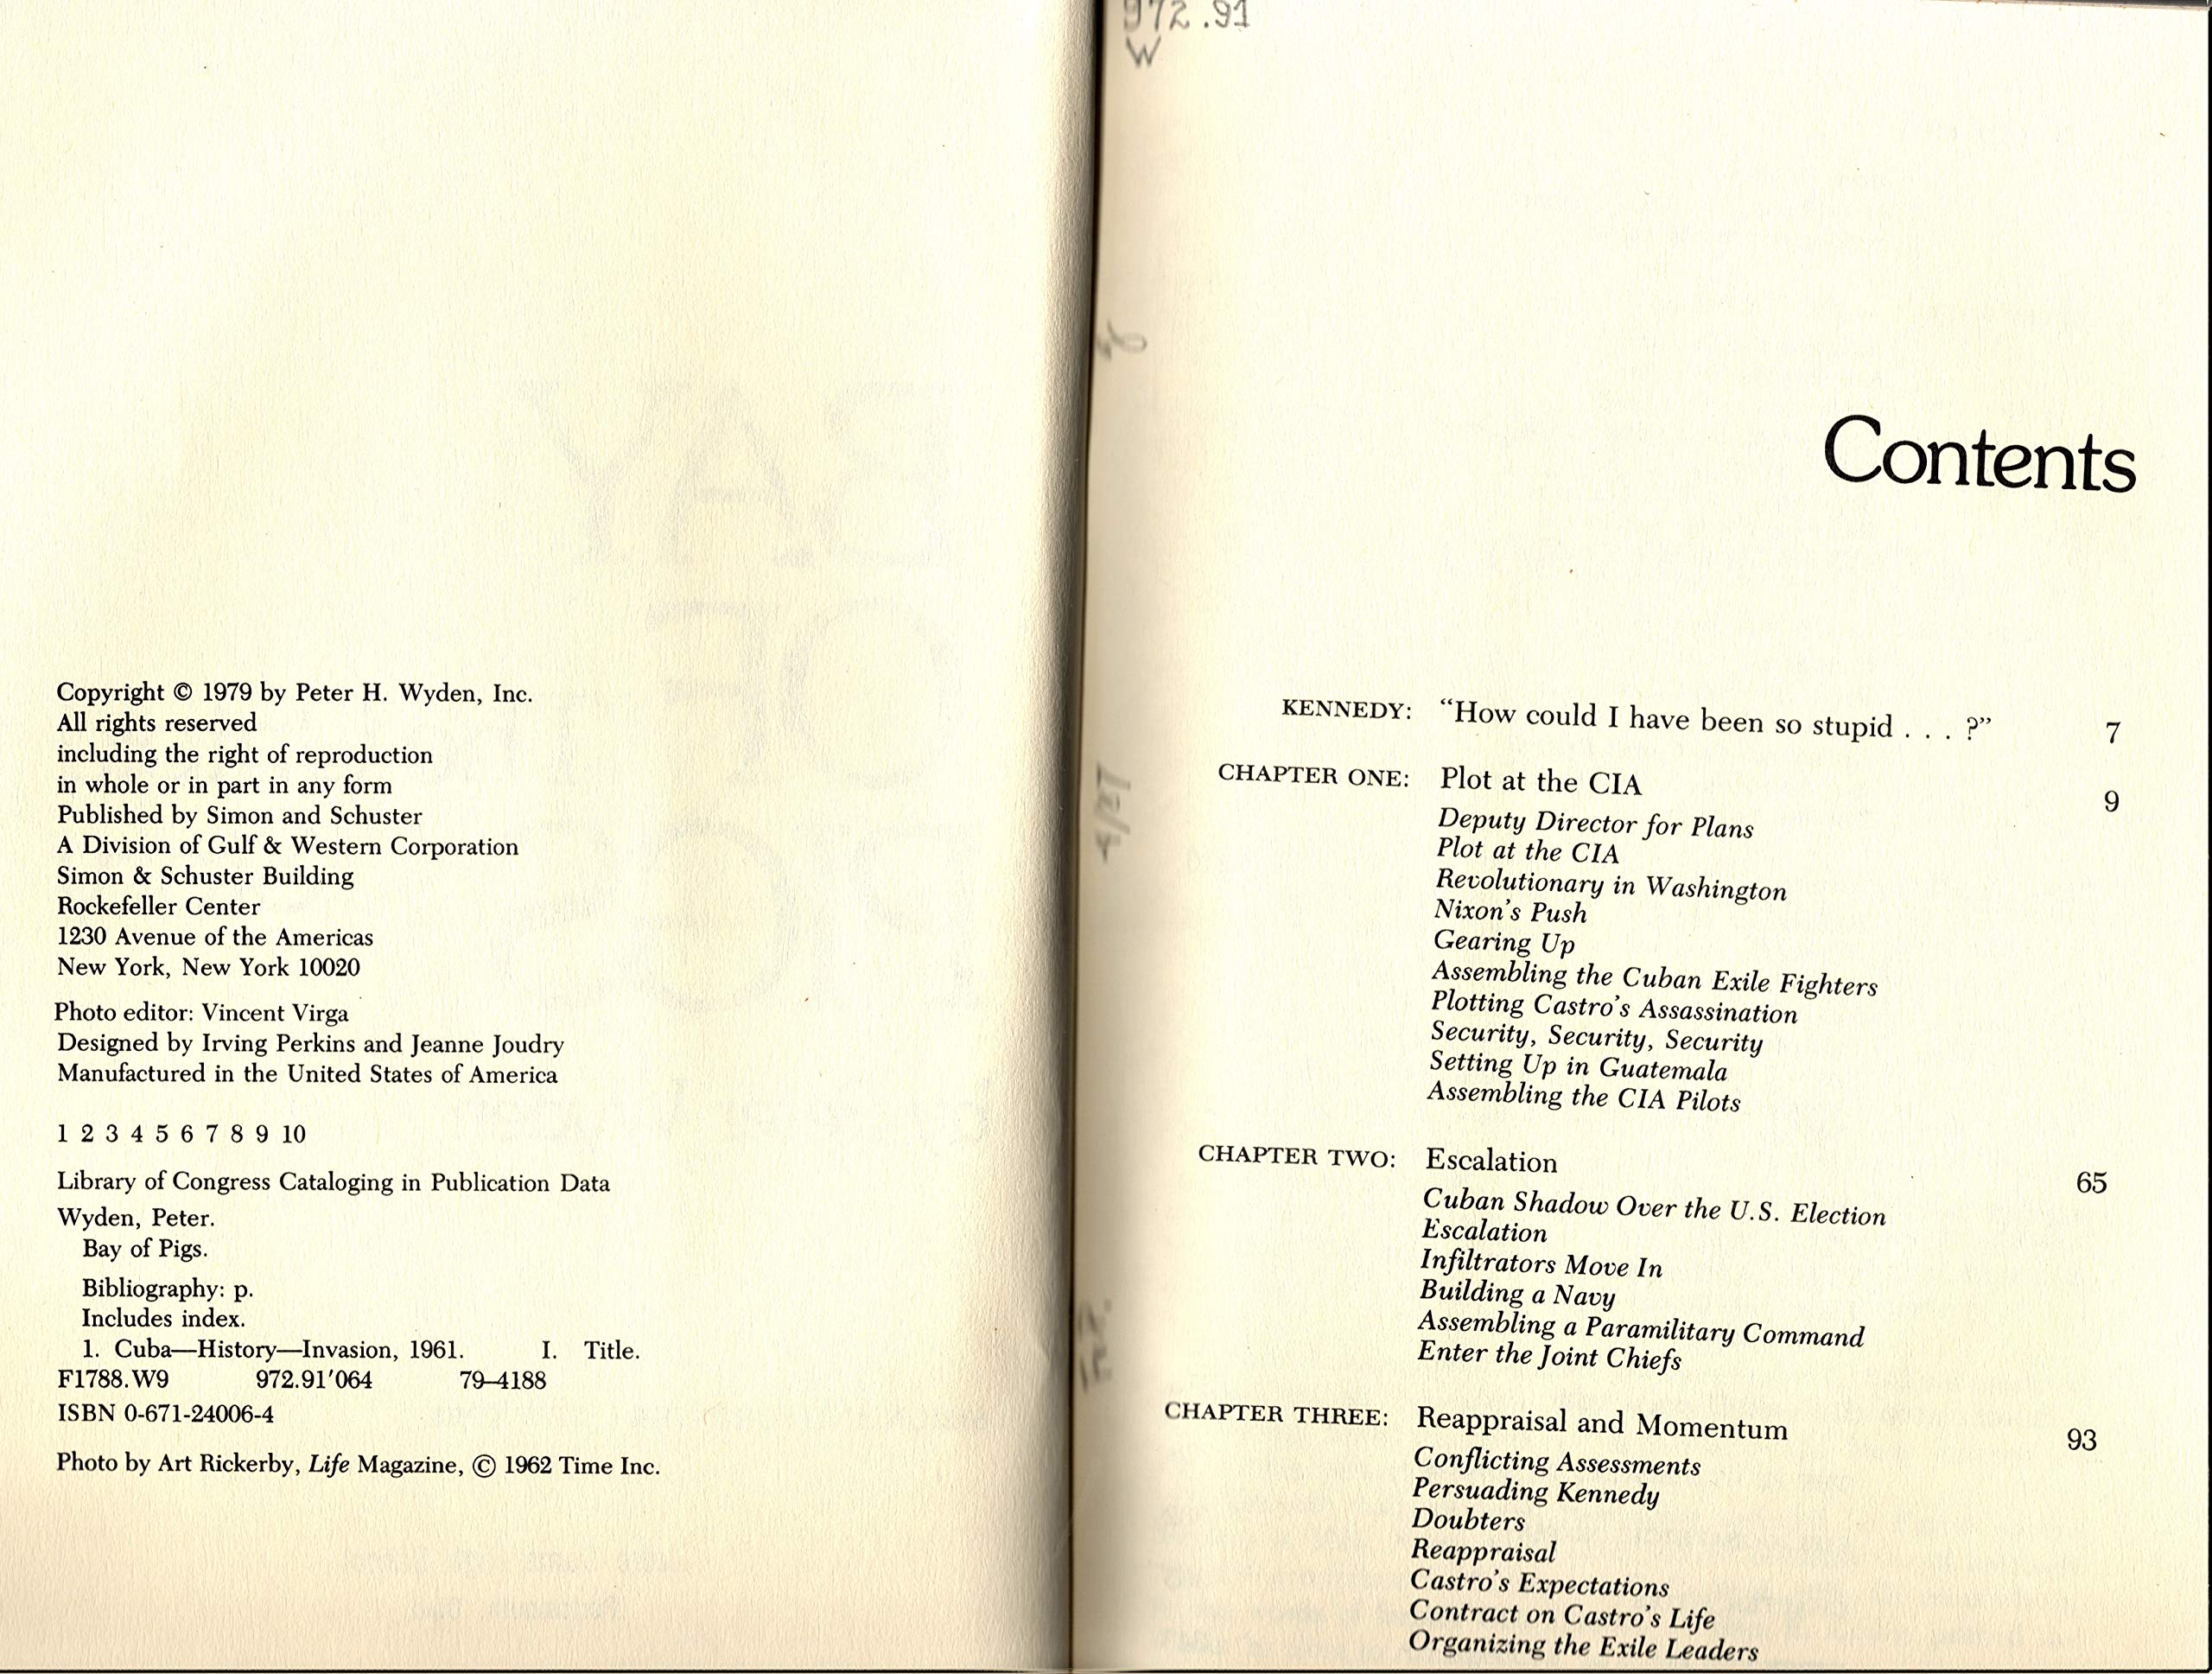 Copyright © 1979 by Peter H. Wyden, Inc.
All rights reserved
including the right of reproduction
in whole or in part in any form
Published by Simon and Schuster
A Division of Gulf & Western Corporation
Simon & Schuster Building
Rockefeller Center
1230 Avenue of the Americas
New York, New York 10020
Photo editor: Vincent Virga
Designed by Irving Perkins and Jeanne Joudry
Manufactured in the United States of America
1 2 3 4 5 6 7 8 9 10
Library of Congress Cataloging in Publication Data
Wyden, Peter.
Bay of Pigs.
Bibliography: p.
Includes index.
1. Cuba—History—Invasion, 1961. I. Title.
F1788.W9 972.91′064 79–4188
ISBN 0-671-24006-4
Photo by Art Rickerby, Life Magazine, © 1962 Time Inc.
972.91
W
Contents
KENNEDY: “How could I have been so stupid . . . ?” 7
CHAPTER ONE: Plot at the CIA 9
Deputy Director for Plans
Plot at the CIA
Revolutionary in Washington
Nixon’s Push
Gearing Up
Assembling the Cuban Exile Fighters
Plotting Castro’s Assassination
Security, Security, Security
Setting Up in Guatemala
Assembling the CIA Pilots
CHAPTER TWO: Escalation 65
Cuban Shadow Over the U.S. Election
Escalation
Infiltrators Move In
Building a Navy
Assembling a Paramilitary Command
Enter the Joint Chiefs
CHAPTER THREE: Reappraisal and Momentum 93
Conflicting Assessments
Persuading Kennedy
Doubters
Reappraisal
Castro’s Expectations
Contract on Castro’s Life
Organizing the Exile Leaders